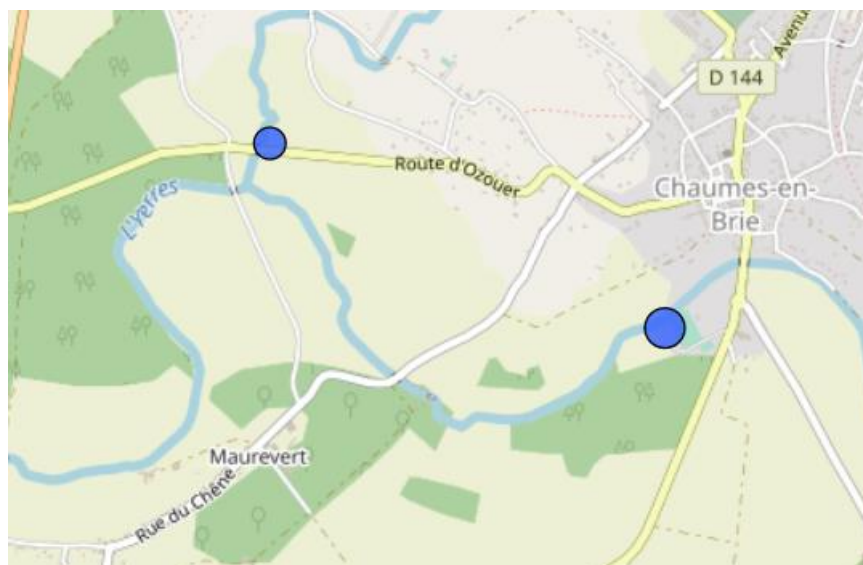 D 144
Avenu
Route d'Ozouer
Chaumes-en-
Brie
L'Yerres
Maurevert
Rue du Chêne